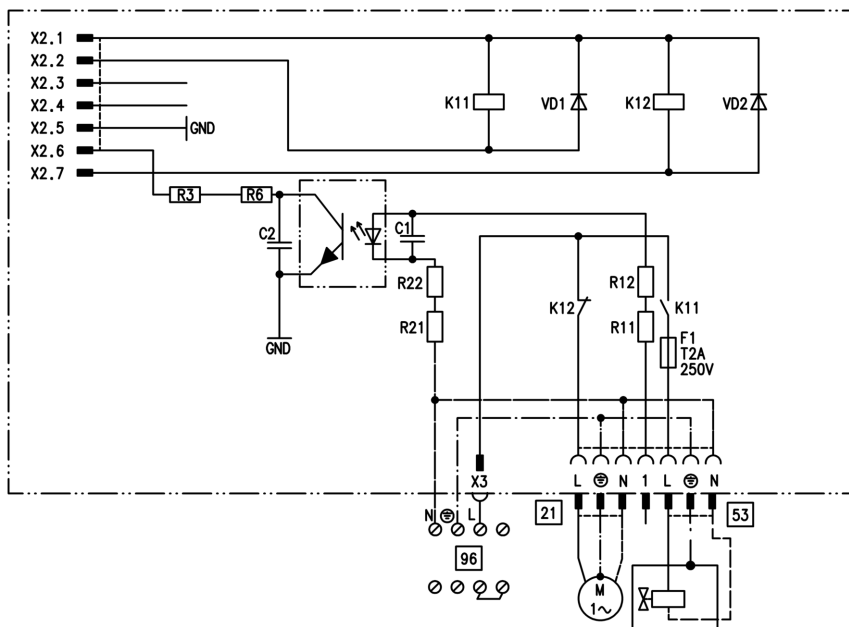 X2.1
X2.2
X2.3
X2.4
X2.5 GND
X2.6
X2.7
K11 VD1 K12 VD2
R3 R6
C2 C1
R22 R12
K12 K11
R21 R11
F1
T2A
250V
GND
X3 L N 1 L N
N L 21 53
96
M
1~